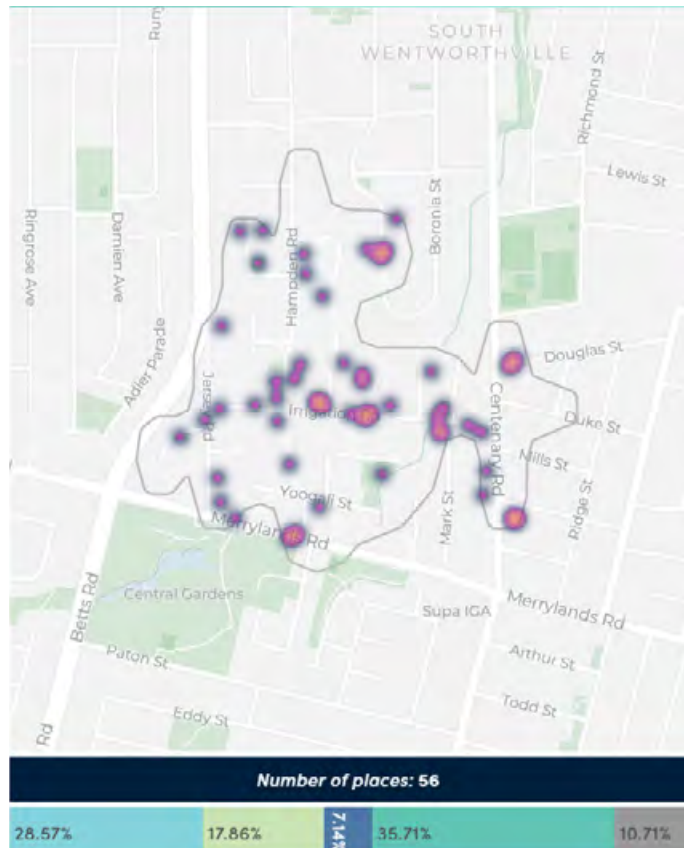 SOUTH
WENTWORTHVILLE
Richmond St
Lewis St
Boronia St
Ringrose Ave
Damien Ave
Hampden Rd
Adler Parade
Douglas St
Centenary Rd
Duke St
Mills St
Ridge St
Yoogali St
Mark St
Merrylands Rd
Central Gardens
Betts Rd
Supa IGA
Merrylands Rd
Paton St
Arthur St
Todd St
Eddy St
Rd
Number of places: 56
28.57%
17.86%
7.14%
35.71%
10.71%